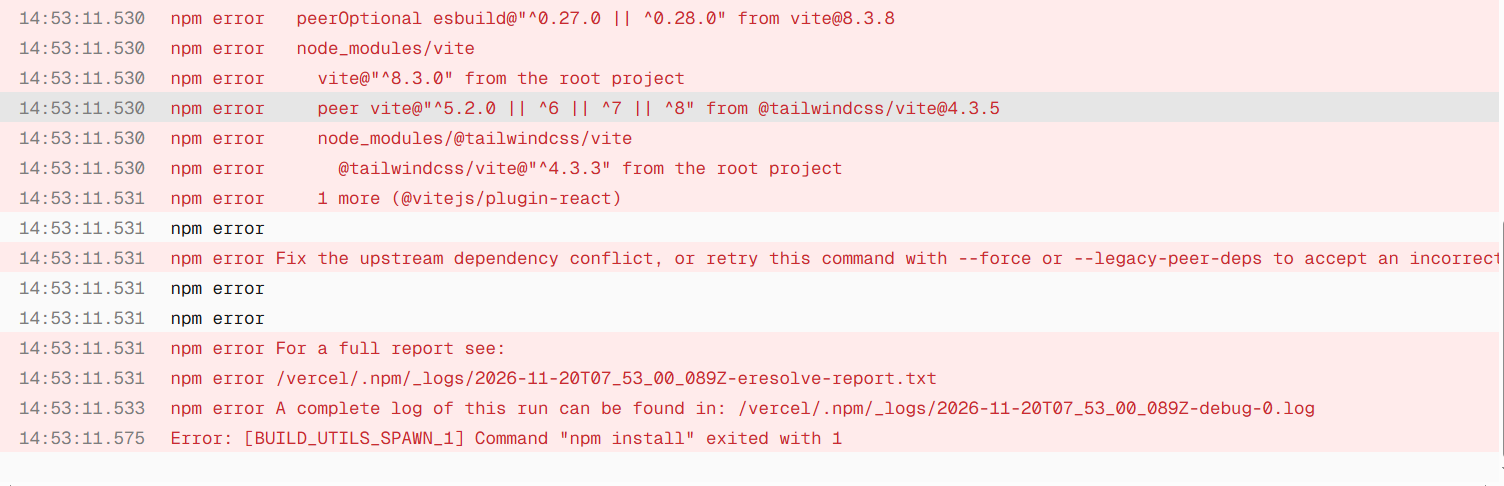 14:53:11.530 npm error   peerOptional esbuild@"^0.27.0 || ^0.28.0" from vite@8.3.8
14:53:11.530 npm error   node_modules/vite
14:53:11.530 npm error     vite@"^8.3.0" from the root project
14:53:11.530 npm error     peer vite@"^5.2.0 || ^6 || ^7 || ^8" from @tailwindcss/vite@4.3.5
14:53:11.530 npm error     node_modules/@tailwindcss/vite
14:53:11.530 npm error       @tailwindcss/vite@"^4.3.3" from the root project
14:53:11.531 npm error     1 more (@vitejs/plugin-react)
14:53:11.531 npm error
14:53:11.531 npm error Fix the upstream dependency conflict, or retry this command with --force or --legacy-peer-deps to accept an incorrect
14:53:11.531 npm error
14:53:11.531 npm error
14:53:11.531 npm error For a full report see:
14:53:11.531 npm error /vercel/.npm/_logs/2026-11-20T07_53_00_089Z-eresolve-report.txt
14:53:11.533 npm error A complete log of this run can be found in: /vercel/.npm/_logs/2026-11-20T07_53_00_089Z-debug-0.log
14:53:11.575 Error: [BUILD_UTILS_SPAWN_1] Command "npm install" exited with 1